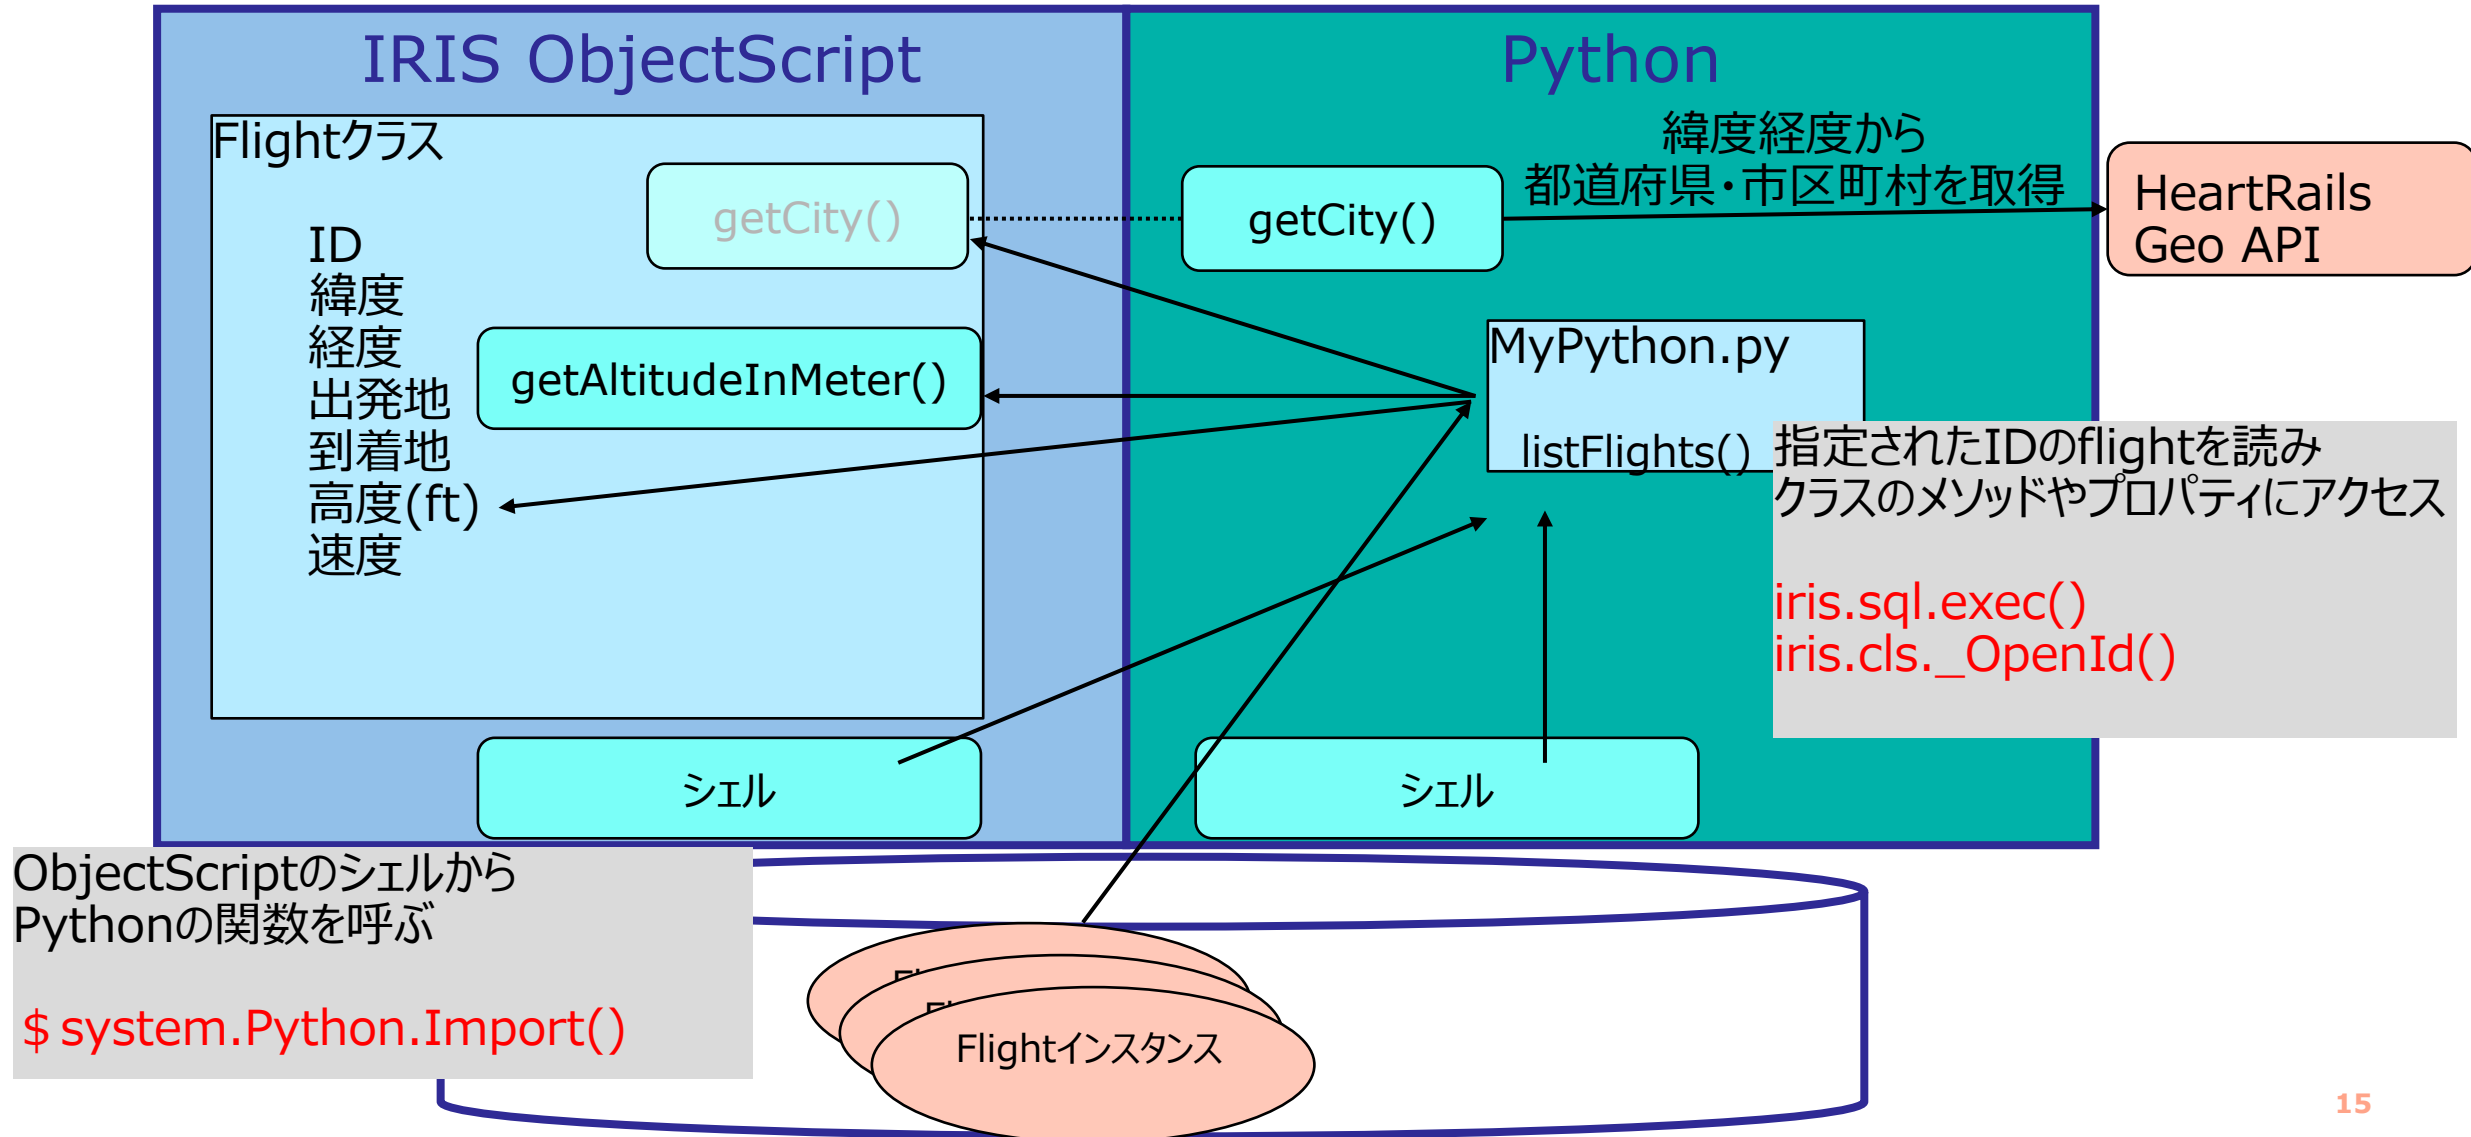 IRIS ObjectScript
Python
Flightクラス
getCity()
ID
緯度
経度
出発地
到着地
高度(ft)
速度
getAltitudeInMeter()
シェル
getCity()
緯度経度から
都道府県・市区町村を取得
HeartRails
Geo API
MyPython.py
listFlights()
指定されたIDのflightを読み
クラスのメソッドやプロパティにアクセス
iris.sql.exec()
iris.cls._OpenId()
シェル
ObjectScriptのシェルから
Pythonの関数を呼ぶ
$system.Python.Import()
Flightインスタンス
15